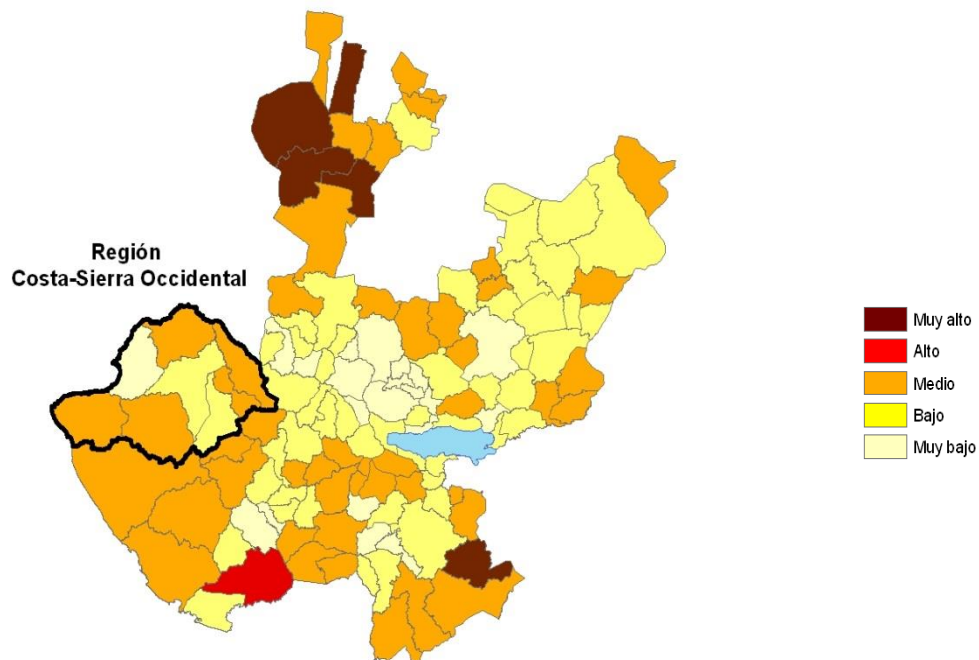 Región
Costa-Sierra Occidental
Muy alto
Alto
Medio
Bajo
Muy bajo